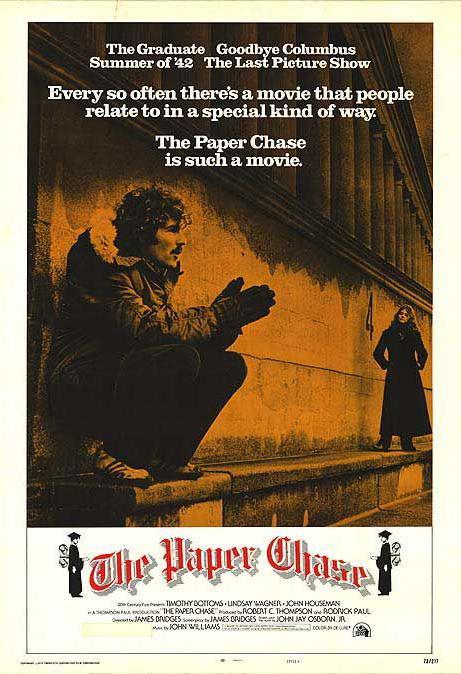 The Graduate Goodbye Columbus
Summer of '42 The Last Picture Show
Every so often there's a movie that people
relate to in a special kind of way.
The Paper Chase
is such a movie.
The Paper Chase
20th Century-Fox Presents TIMOTHY BOTTOMS · LINDSAY WAGNER · JOHN HOUSEMAN
in A THOMPSON-PAUL PRODUCTION "THE PAPER CHASE" Produced by ROBERT C. THOMPSON and RODRICK PAUL
Directed by JAMES BRIDGES Screenplay by JAMES BRIDGES JOHN JAY OSBORN, JR.
Music by JOHN WILLIAMS COLOR BY DE LUXE®
73/277